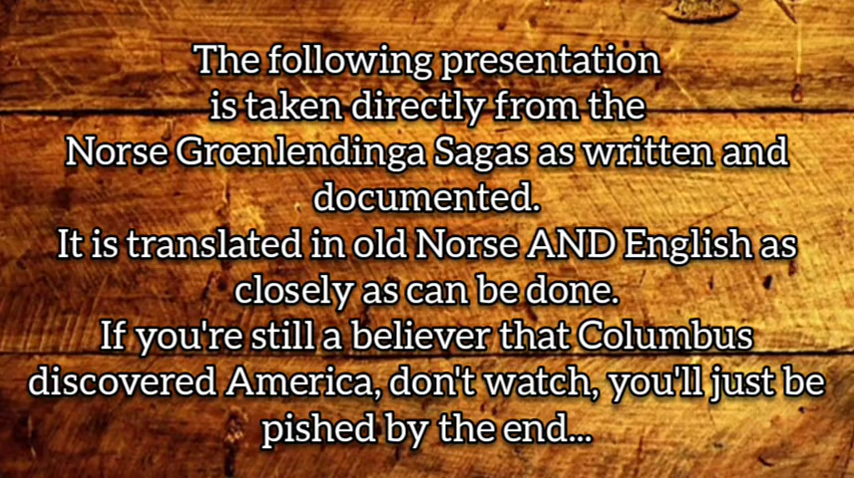 The following presentation
is taken directly from the
Norse Grœnlendinga Sagas as written and
documented.
It is translated in old Norse AND English as
closely as can be done.
If you're still a believer that Columbus
discovered America, don't watch, you'll just be
pished by the end...